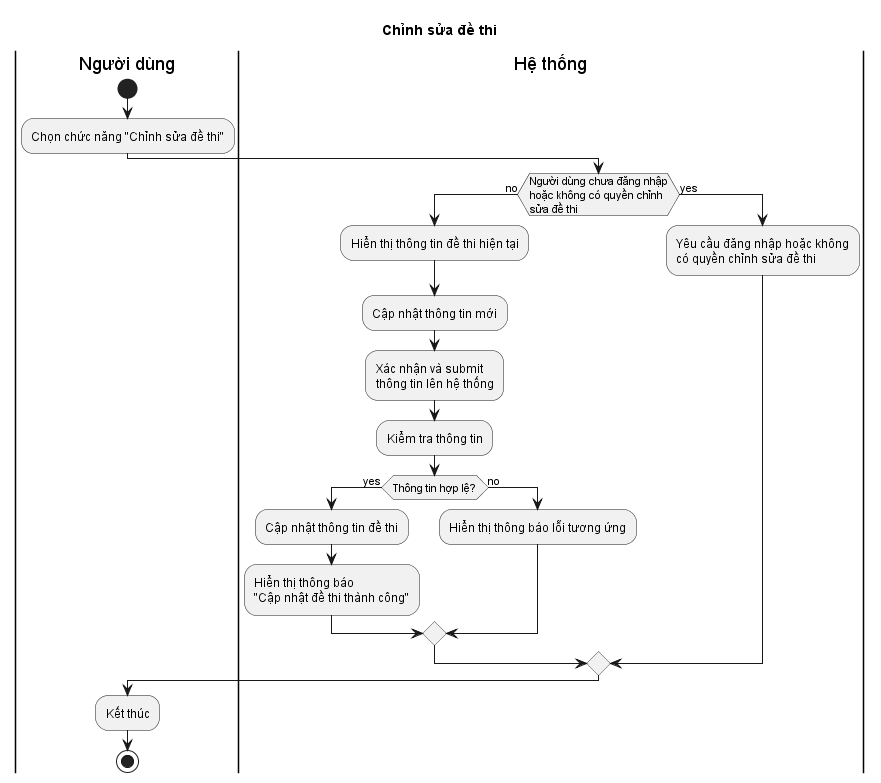 Chỉnh sửa đề thi
Người dùng
Hệ thống
Chọn chức năng "Chỉnh sửa đề thi"
Người dùng chưa đăng nhập
hoặc không có quyền chỉnh
sửa đề thi
no
yes
Hiển thị thông tin đề thi hiện tại
Yêu cầu đăng nhập hoặc không
có quyền chỉnh sửa đề thi
Cập nhật thông tin mới
Xác nhận và submit
thông tin lên hệ thống
Kiểm tra thông tin
yes
Thông tin hợp lệ?
no
Cập nhật thông tin đề thi
Hiển thị thông báo lỗi tương ứng
Hiển thị thông báo
"Cập nhật đề thi thành công"
Kết thúc